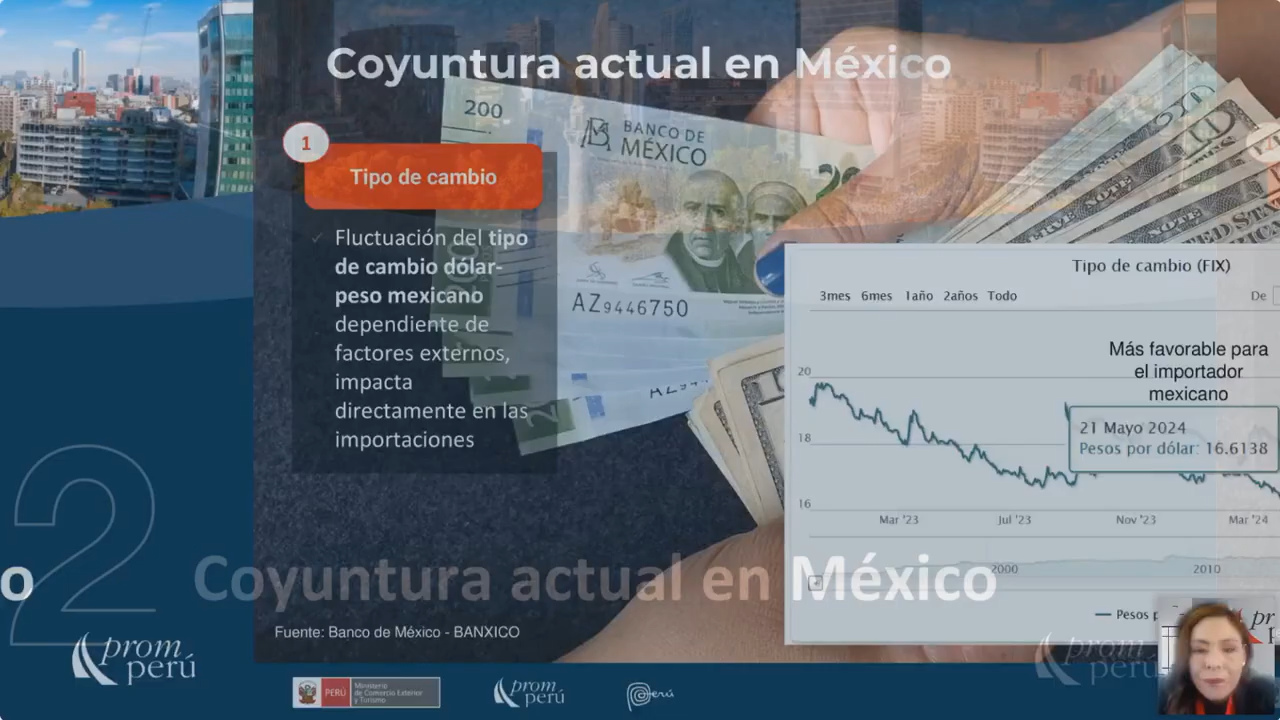 Coyuntura actual en México
200
BANCO DE
MÉXICO
1
Tipo de cambio
✓ Fluctuación del tipo
de cambio dólar-
peso mexicano
dependiente de
factores externos,
impacta
directamente en las
importaciones
AZ9446750
Tipo de cambio (FIX)
3mes 6mes 1año 2años Todo
De
Más favorable para
el importador
mexicano
20
21 Mayo 2024
Pesos por dólar: 16.6138
18
16
Mar '23 Jul '23 Nov '23 Mar '24
2000 2010
Pesos p
2
o
Coyuntura actual en México
Fuente: Banco de México - BANXICO
prom
perú
prom
perú
PERÚ
Ministerio
de Comercio Exterior
y Turismo
prom
perú
Perú